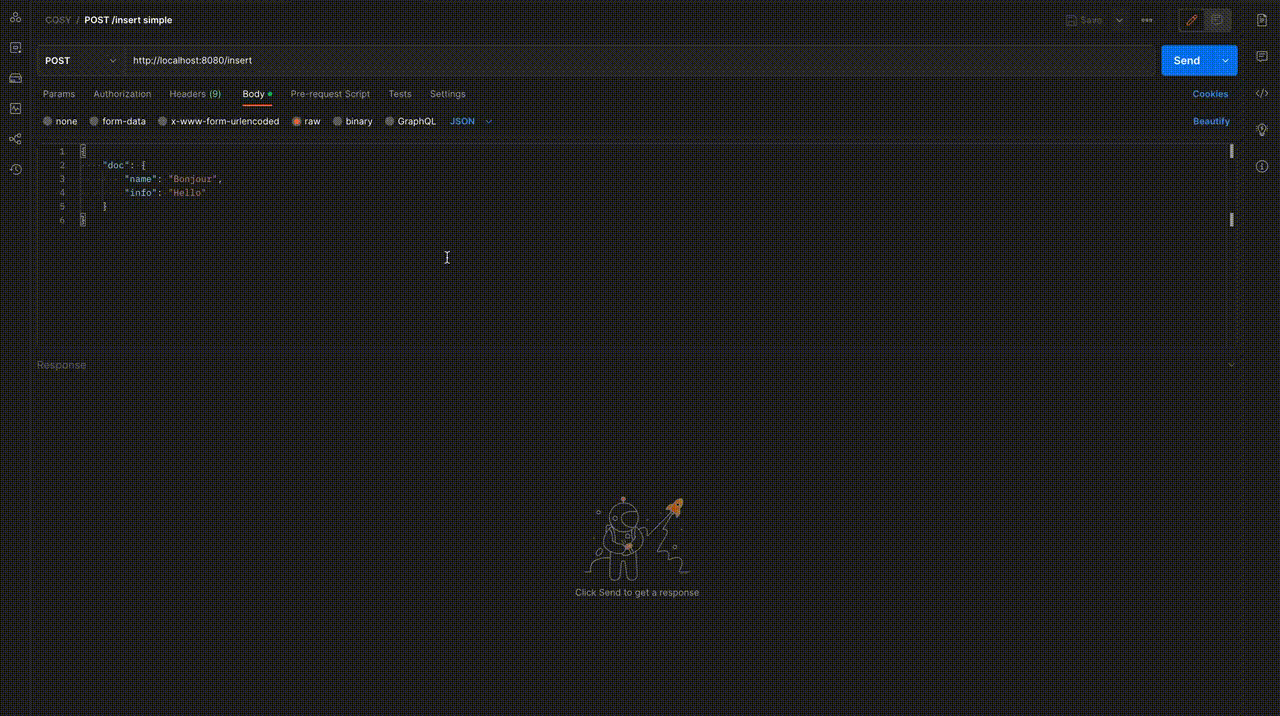 COSY / POST /insert simple
Save
POST http://localhost:8080/insert
Send
Params Authorization Headers (9) Body Pre-request Script Tests Settings
Cookies
none form-data x-www-form-urlencoded raw binary GraphQL JSON
Beautify
1 {
2 "doc": {
3 "name": "Bonjour",
4 "info": "Hello"
5 }
6 }
Response
Click Send to get a response